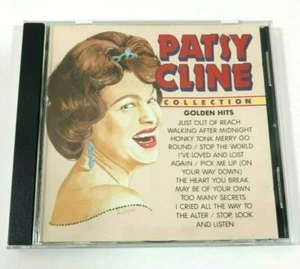 PATSY
CLINE
COLLECTION
GOLDEN HITS
JUST OUT OF REACH
WALKING AFTER MIDNIGHT
HONKY TONK MERRY GO
ROUND / STOP THE WORLD
I'VE LOVED AND LOST
AGAIN / PICK ME UP (ON
YOUR WAY DOWN)
THE HEART YOU BREAK
MAY BE OF YOUR OWN
TOO MANY SECRETS
I CRIED ALL THE WAY TO
THE ALTER / STOP, LOOK
AND LISTEN